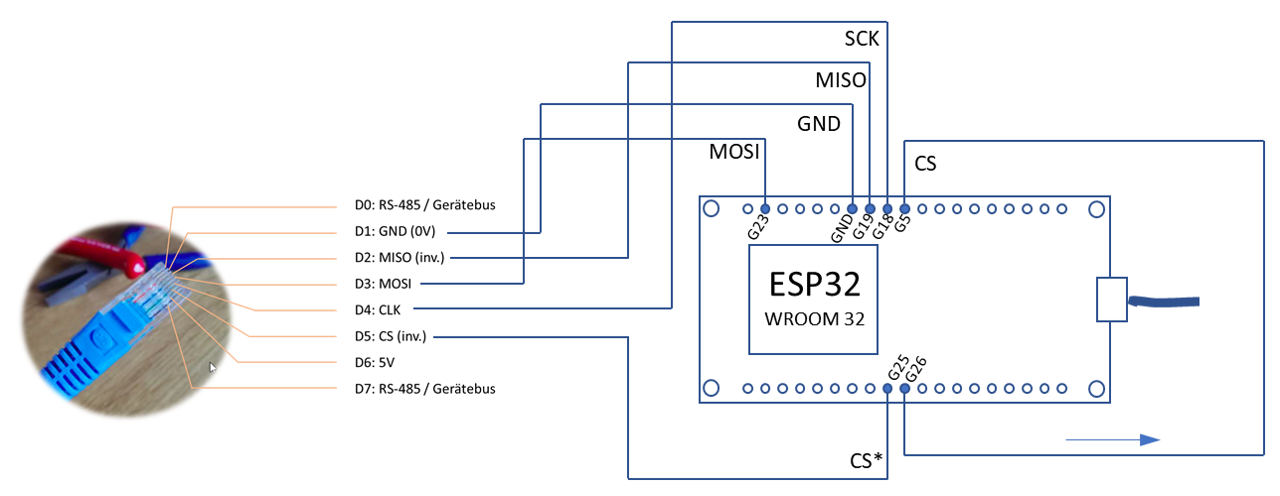 SCK
MISO
GND
MOSI
CS
D0: RS-485 / Gerätebus
D1: GND (0V)
D2: MISO (inv.)
D3: MOSI
D4: CLK
D5: CS (inv.)
D6: 5V
D7: RS-485 / Gerätebus
G23
GND
G19
G18
G5
ESP32
WROOM 32
G25
G26
CS*